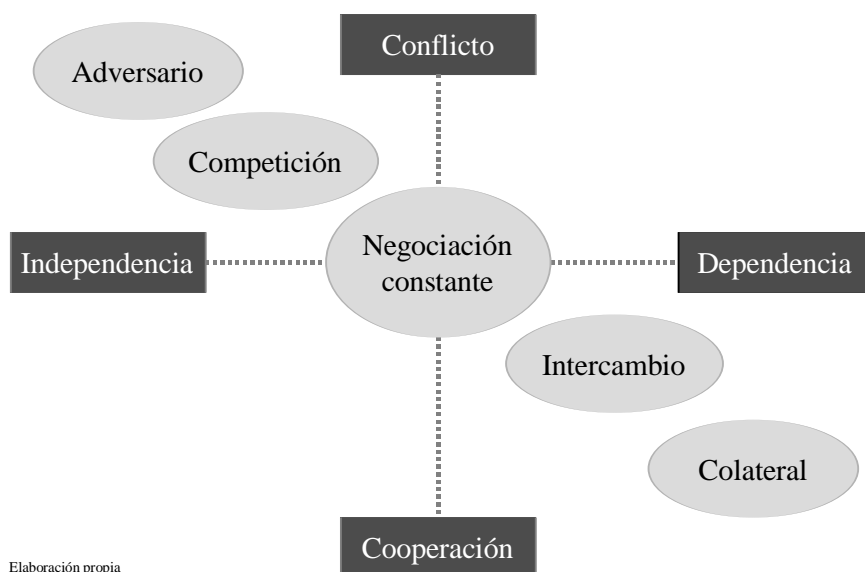 Conflicto
Adversario
Competición
Negociación
constante
Independencia
Dependencia
Intercambio
Colateral
Cooperación
Elaboración propia